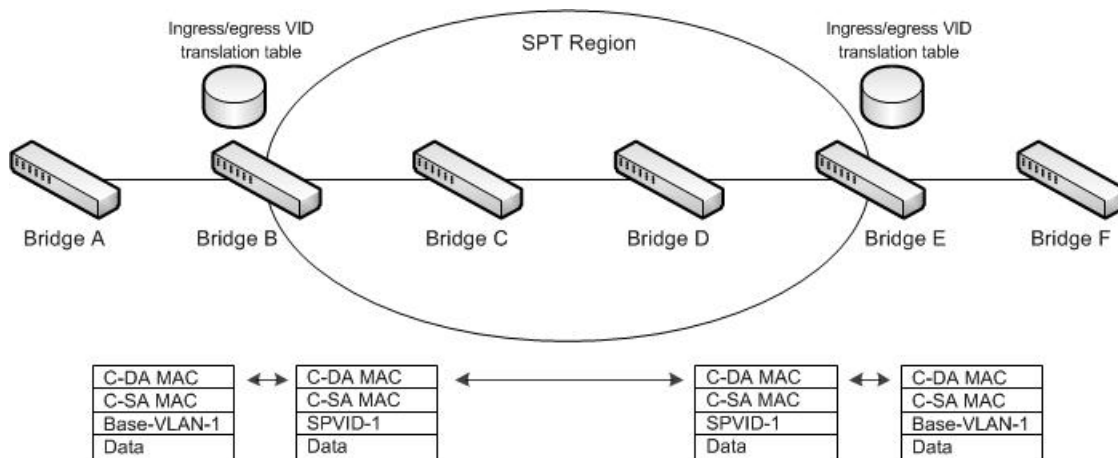 Ingress/egress VID
translation table
SPT Region
Ingress/egress VID
translation table
Bridge A
Bridge B
Bridge C
Bridge D
Bridge E
Bridge F
C-DA MAC
C-SA MAC
Base-VLAN-1
Data
C-DA MAC
C-SA MAC
SPVID-1
Data
C-DA MAC
C-SA MAC
SPVID-1
Data
C-DA MAC
C-SA MAC
Base-VLAN-1
Data